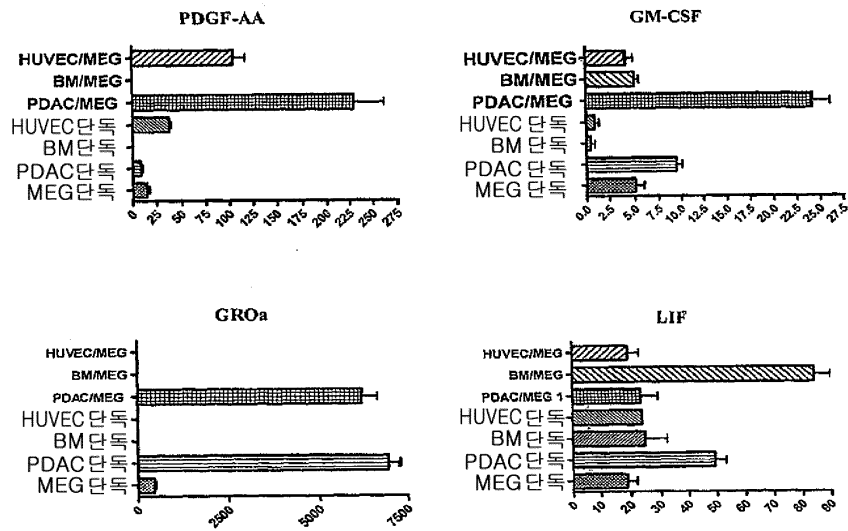 PDGF-AA
HUVEC/MEG
BM/MEG
PDAC/MEG
HUVEC단독
BM단독
PDAC단독
MEG단독
0 25 50 75 100 125 150 175 200 225 250 275
GM-CSF
HUVEC/MEG
BM/MEG
PDAC/MEG
HUVEC단독
BM단독
PDAC단독
MEG단독
0.0 2.5 5.0 7.5 10.0 12.5 15.0 17.5 20.0 22.5 25.0 27.5
GROa
HUVEC/MEG
BM/MEG
PDAC/MEG
HUVEC단독
BM단독
PDAC단독
MEG단독
0 2500 5000 7500
LIF
HUVEC/MEG
BM/MEG
PDAC/MEG 1
HUVEC단독
BM단독
PDAC단독
MEG단독
0 10 20 30 40 50 60 70 80 90